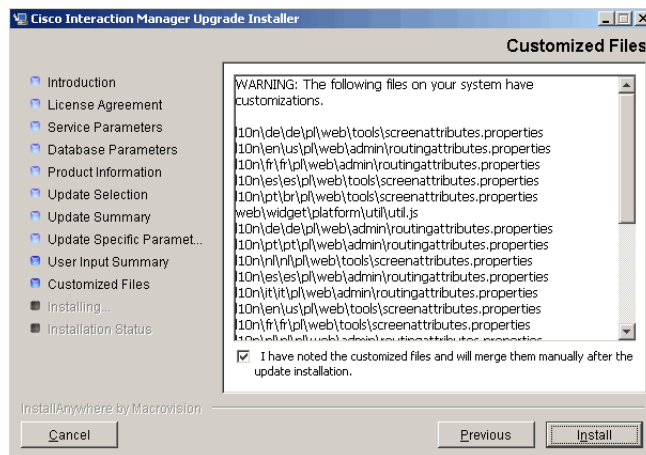 Cisco Interaction Manager Upgrade Installer
Customized Files
Introduction
License Agreement
Service Parameters
Database Parameters
Product Information
Update Selection
Update Summary
Update Specific Paramet...
User Input Summary
Customized Files
Installing...
Installation Status
WARNING: The following files on your system have
customizations.
l10n\de\de\pl\web\tools\screenattributes.properties
l10n\en\us\pl\web\admin\routingattributes.properties
l10n\fr\fr\pl\web\admin\routingattributes.properties
l10n\es\es\pl\web\tools\screenattributes.properties
l10n\pt\br\pl\web\tools\screenattributes.properties
web\widget\platform\util\util.js
l10n\de\de\pl\web\admin\routingattributes.properties
l10n\pt\pt\pl\web\admin\routingattributes.properties
l10n\nl\nl\pl\web\tools\screenattributes.properties
l10n\es\es\pl\web\admin\routingattributes.properties
l10n\it\it\pl\web\admin\routingattributes.properties
l10n\en\us\pl\web\tools\screenattributes.properties
l10n\fr\fr\pl\web\tools\screenattributes.properties
l10n\nl\nl\pl\web\admin\routingattributes.properties
I have noted the customized files and will merge them manually after the
update installation.
InstallAnywhere by Macrovision
Cancel
Previous
Install